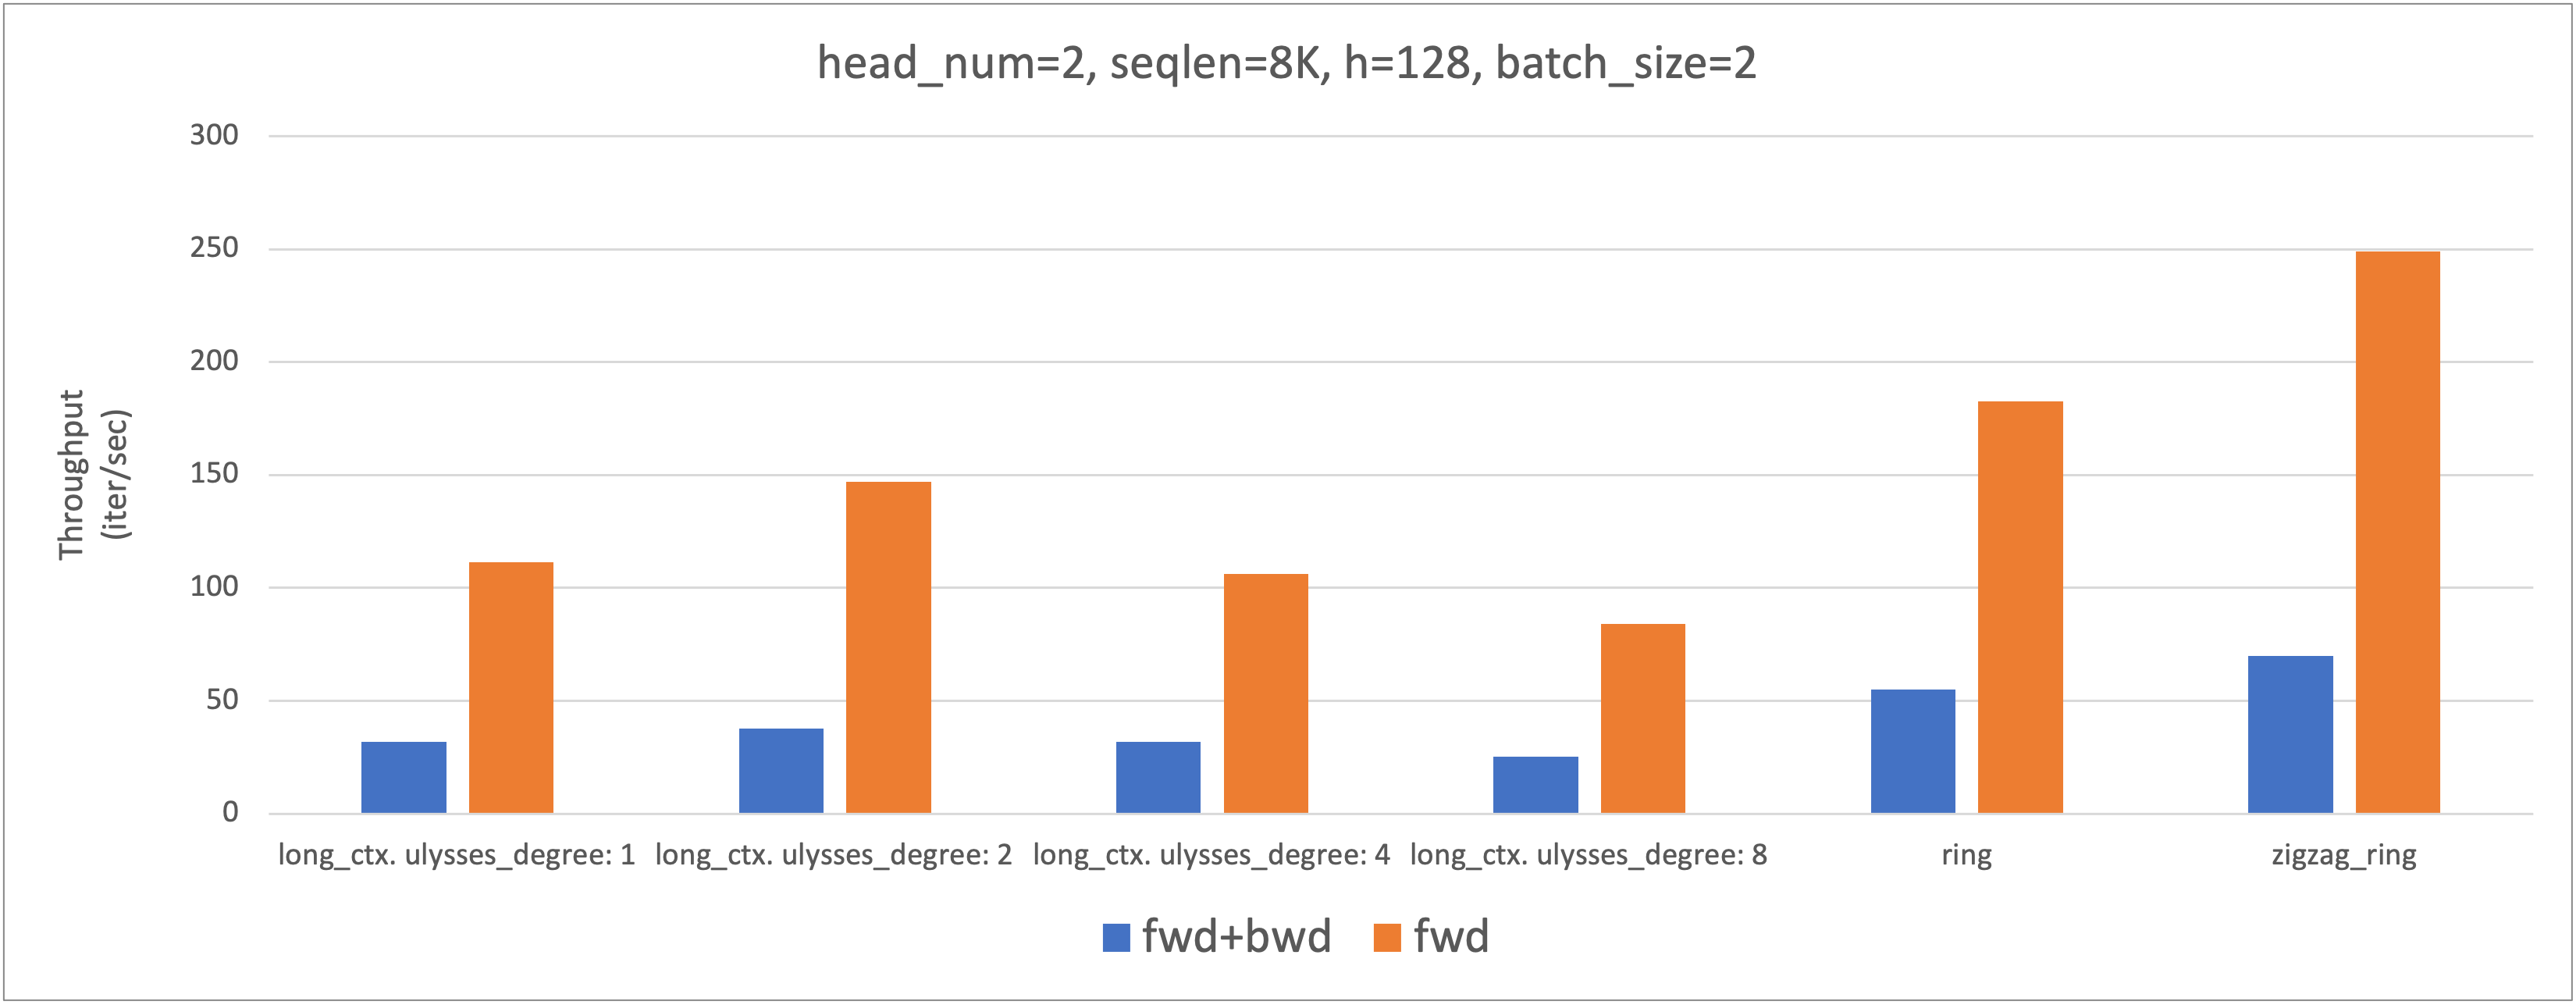 head_num=2, seqlen=8K, h=128, batch_size=2
300
250
200
150
100
50
0
Throughput
(iter/sec)
long_ctx. ulysses_degree: 1
long_ctx. ulysses_degree: 2
long_ctx. ulysses_degree: 4
long_ctx. ulysses_degree: 8
ring
zigzag_ring
fwd+bwd
fwd